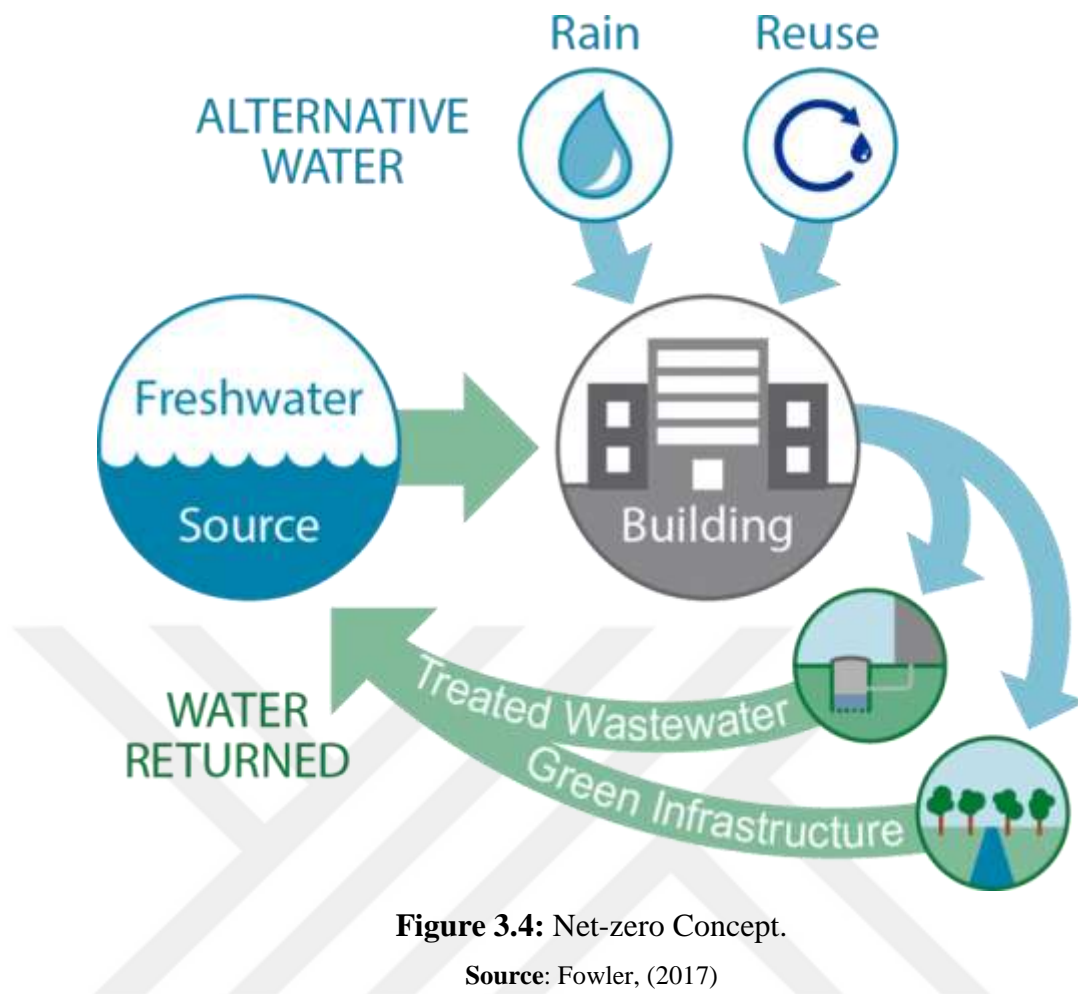 Rain
Reuse
ALTERNATIVE
WATER
Freshwater
Source
Building
Treated Wastewater
Green Infrastructure
WATER
RETURNED
Figure 3.4: Net-zero Concept.
Source: Fowler, (2017)